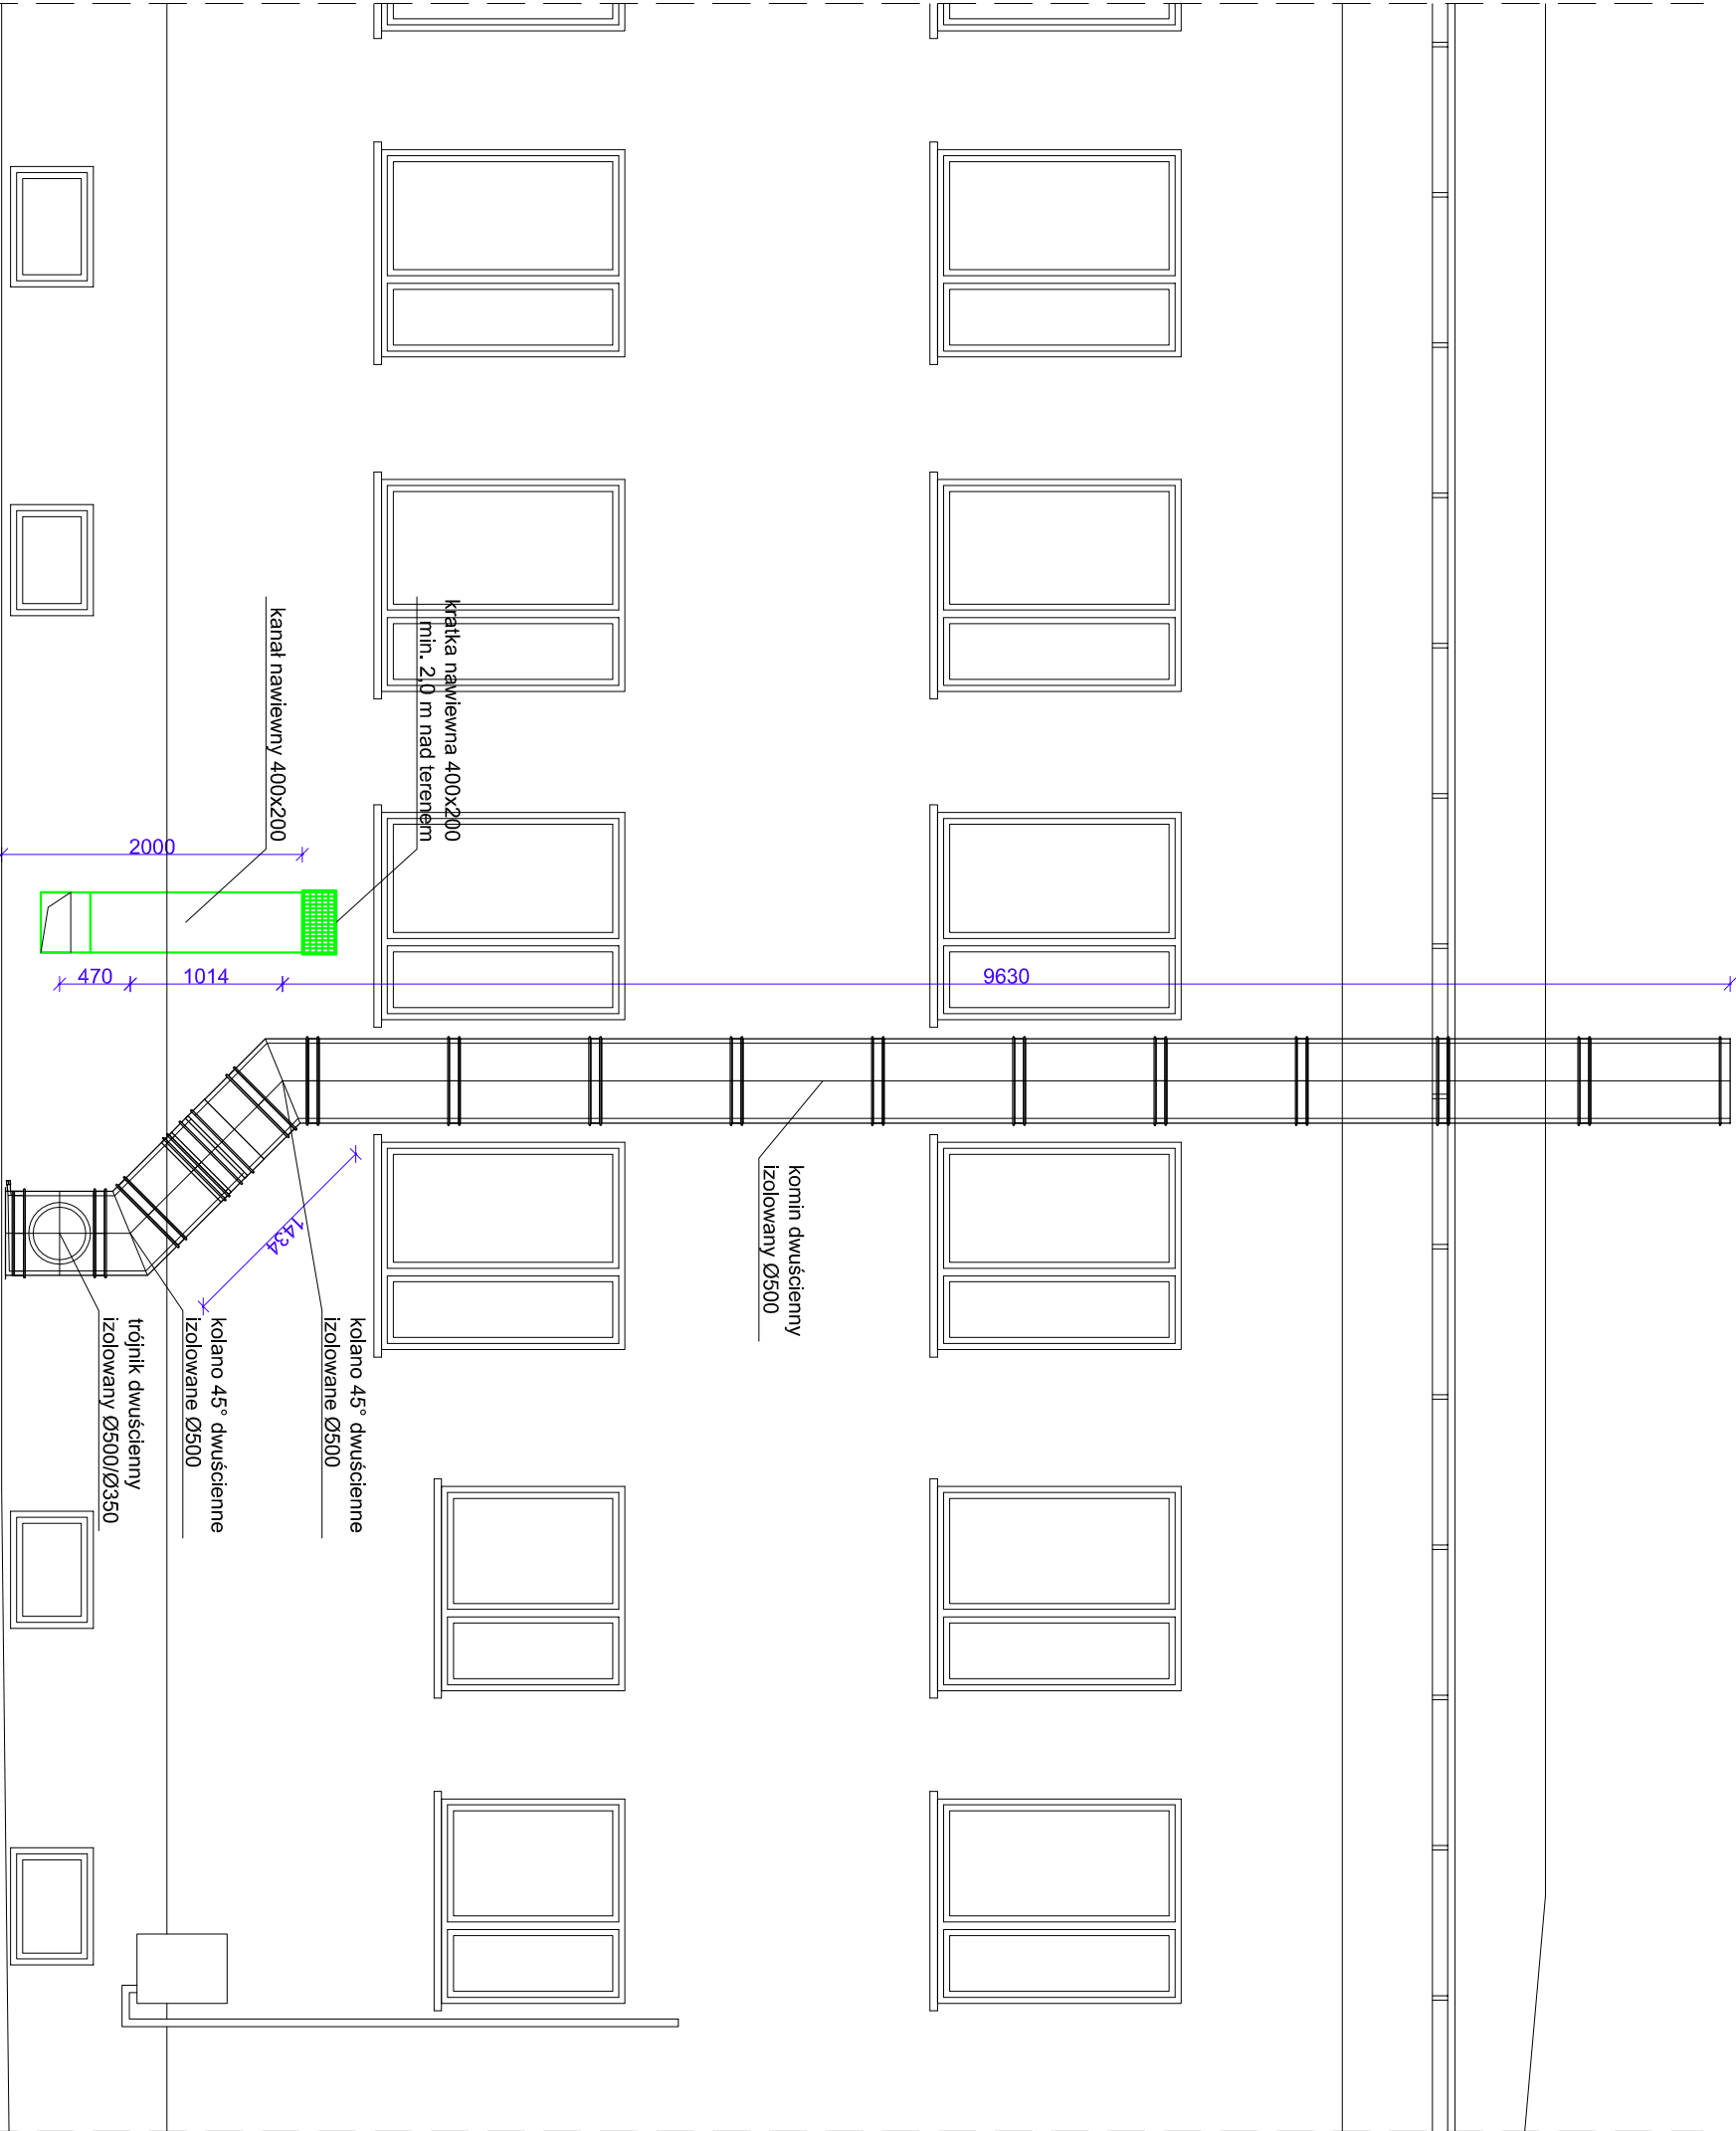 kratka nawiewna 400x200
min. 2,0 m nad terenem
kanał nawiewny 400x200
2000
470
1014
9630
komin dwuścienny
izolowany Ø500
1434
kolano 45° dwuścienne
izolowane Ø500
kolano 45° dwuścienne
izolowane Ø500
trójnik dwuścienny
izolowany Ø500/Ø350